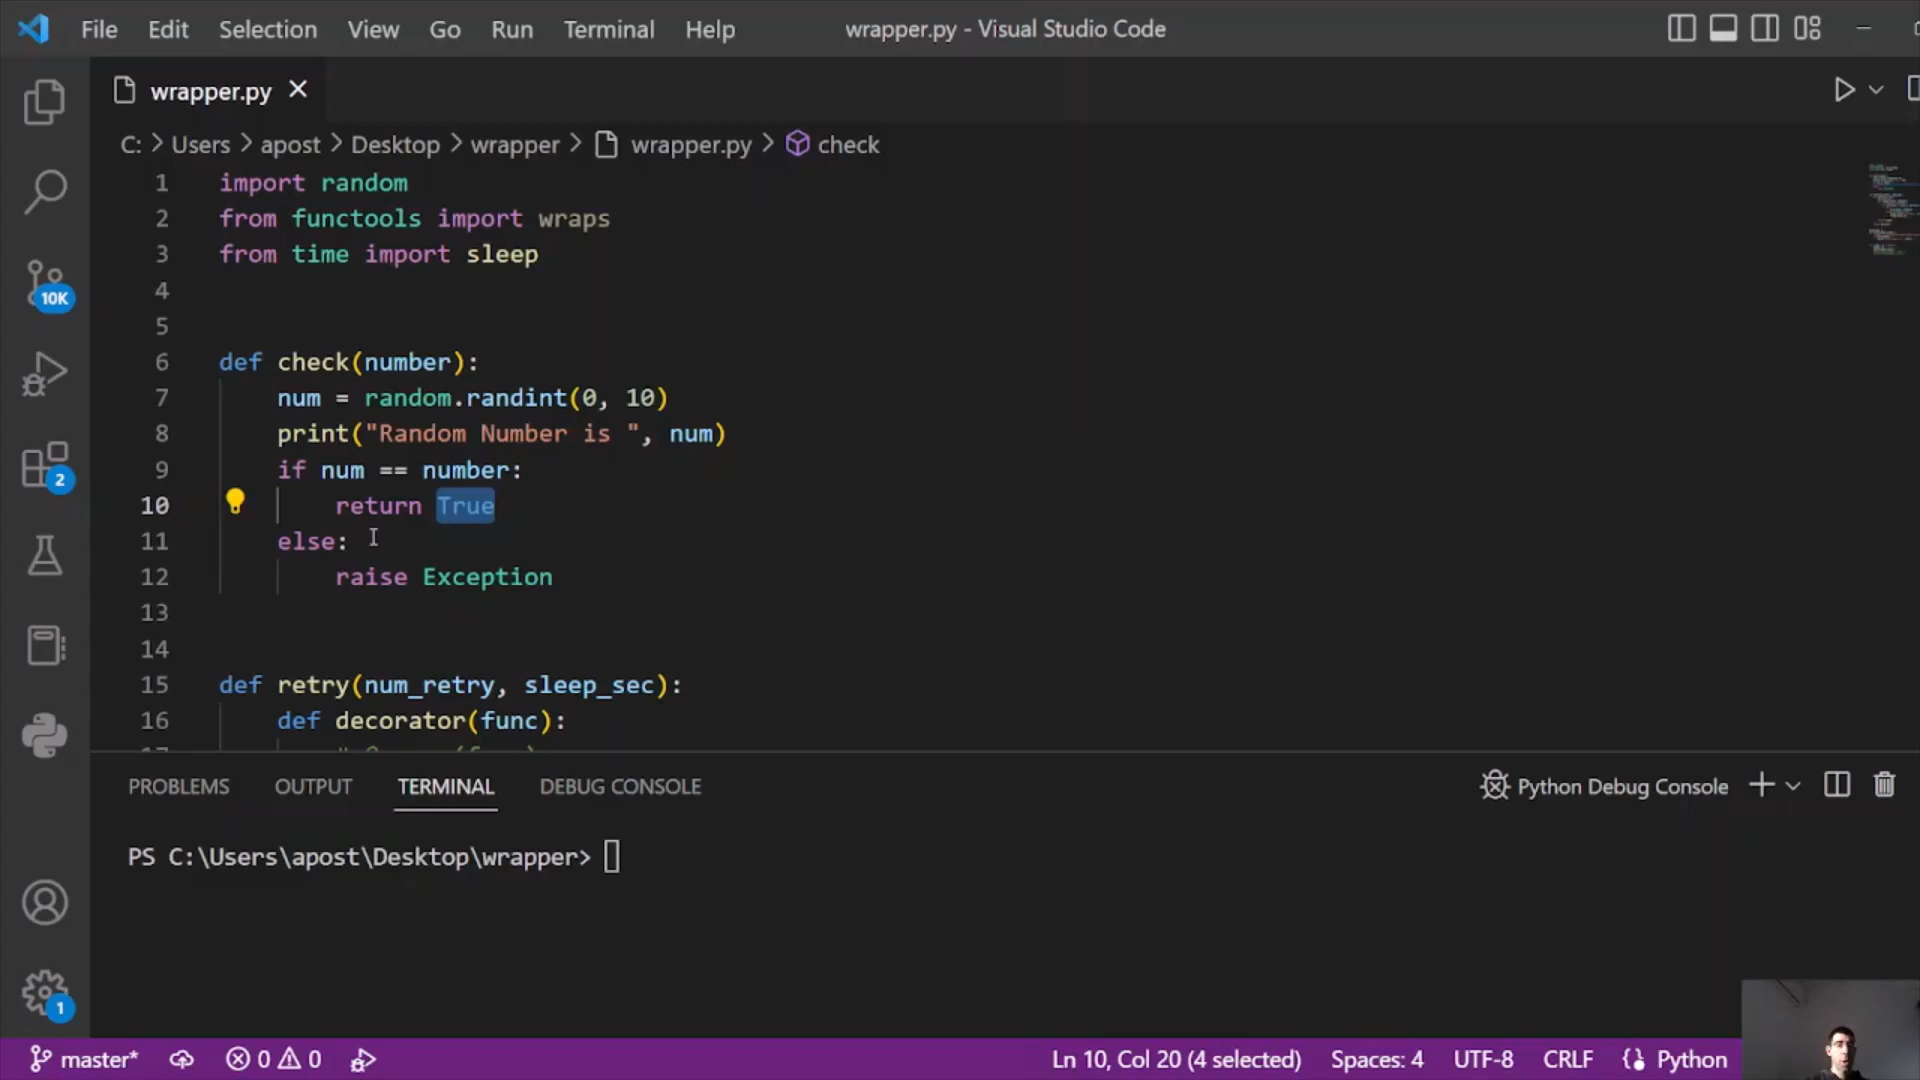 File Edit Selection View Go Run Terminal Help wrapper.py - Visual Studio Code
wrapper.py
C: > Users > apost > Desktop > wrapper > wrapper.py > check
1 import random
2 from functools import wraps
3 from time import sleep
4
5
6 def check(number):
7 num = random.randint(0, 10)
8 print("Random Number is ", num)
9 if num == number:
10 return True
11 else:
12 raise Exception
13
14
15 def retry(num_retry, sleep_sec):
16 def decorator(func):
10K
2
1
PROBLEMS OUTPUT TERMINAL DEBUG CONSOLE Python Debug Console
PS C:\Users\apost\Desktop\wrapper>
master* 0 0 Ln 10, Col 20 (4 selected) Spaces: 4 UTF-8 CRLF Python